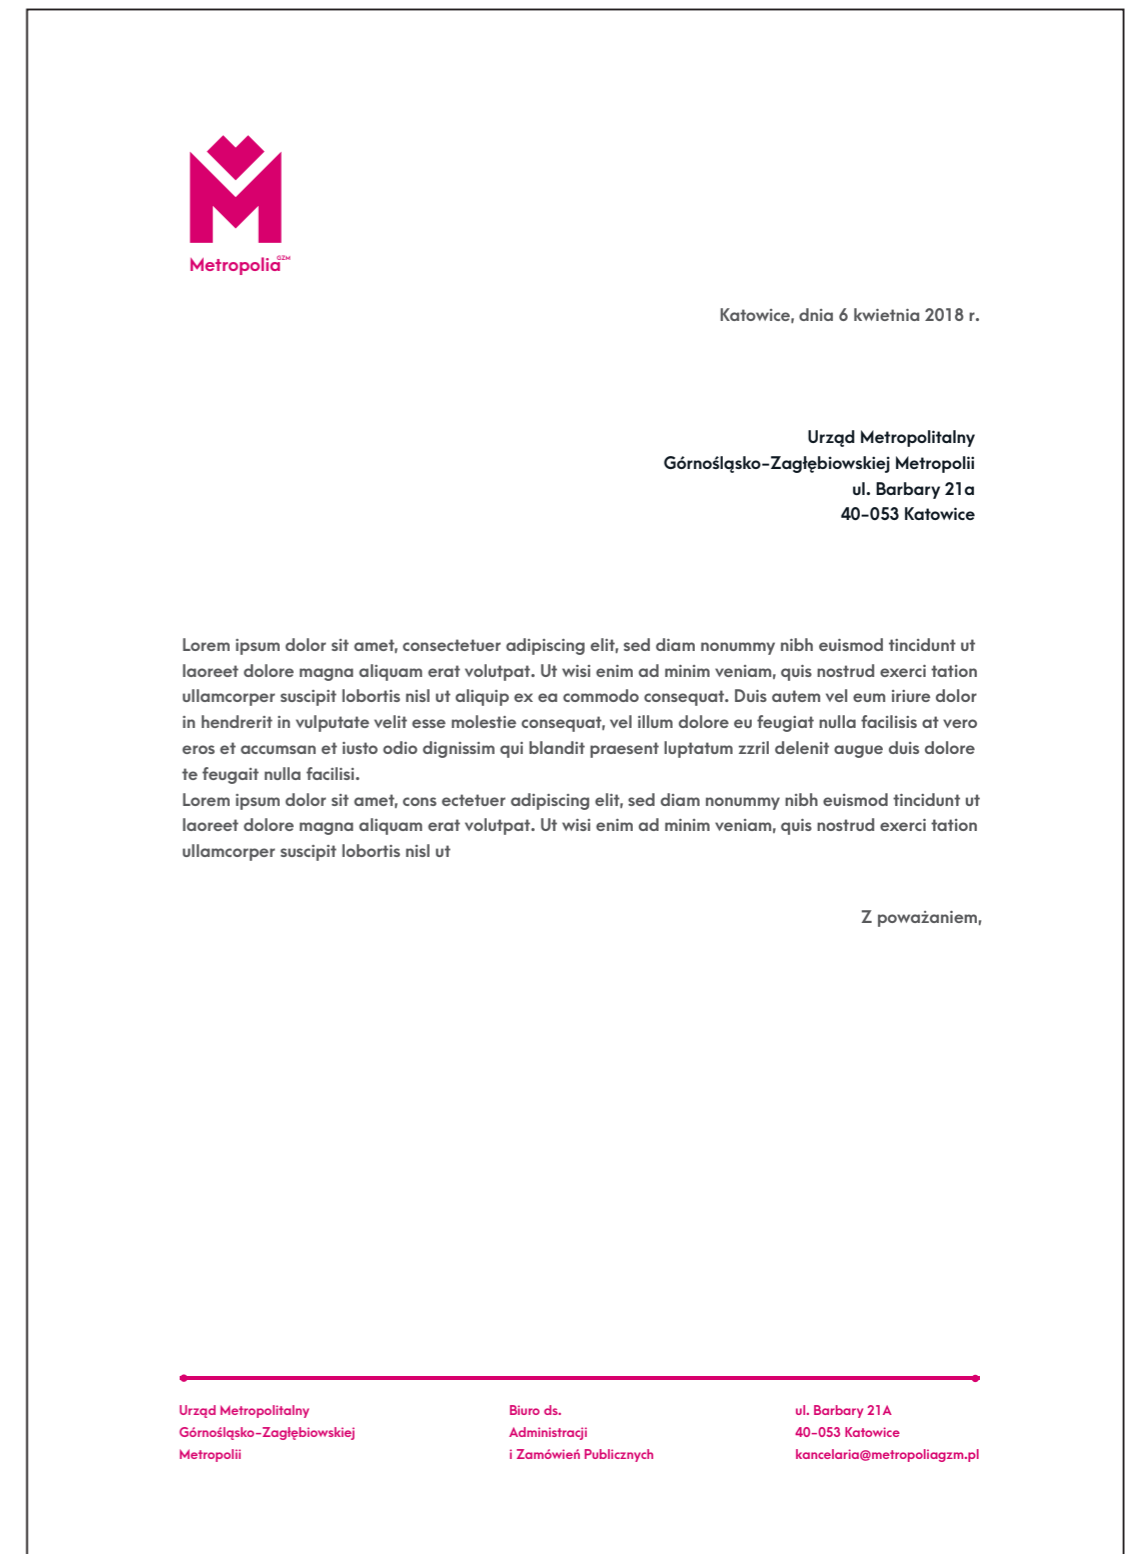 Metropolia GZM
Katowice, dnia 6 kwietnia 2018 r.
Urząd Metropolitalny
Górnośląsko-Zagłębiowskiej Metropolii
ul. Barbary 21a
40-053 Katowice
Lorem ipsum dolor sit amet, consectetuer adipiscing elit, sed diam nonummy nibh euismod tincidunt ut
laoreet dolore magna aliquam erat volutpat. Ut wisi enim ad minim veniam, quis nostrud exerci tation
ullamcorper suscipit lobortis nisl ut aliquip ex ea commodo consequat. Duis autem vel eum iriure dolor
in hendrerit in vulputate velit esse molestie consequat, vel illum dolore eu feugiat nulla facilisis at vero
eros et accumsan et iusto odio dignissim qui blandit praesent luptatum zzril delenit augue duis dolore
te feugait nulla facilisi.
Lorem ipsum dolor sit amet, cons ectetuer adipiscing elit, sed diam nonummy nibh euismod tincidunt ut
laoreet dolore magna aliquam erat volutpat. Ut wisi enim ad minim veniam, quis nostrud exerci tation
ullamcorper suscipit lobortis nisl ut
Z poważaniem,
Urząd Metropolitalny
Górnośląsko-Zagłębiowskiej
Metropolii
Biuro ds.
Administracji
i Zamówień Publicznych
ul. Barbary 21A
40-053 Katowice
kancelaria@metropoliagzm.pl